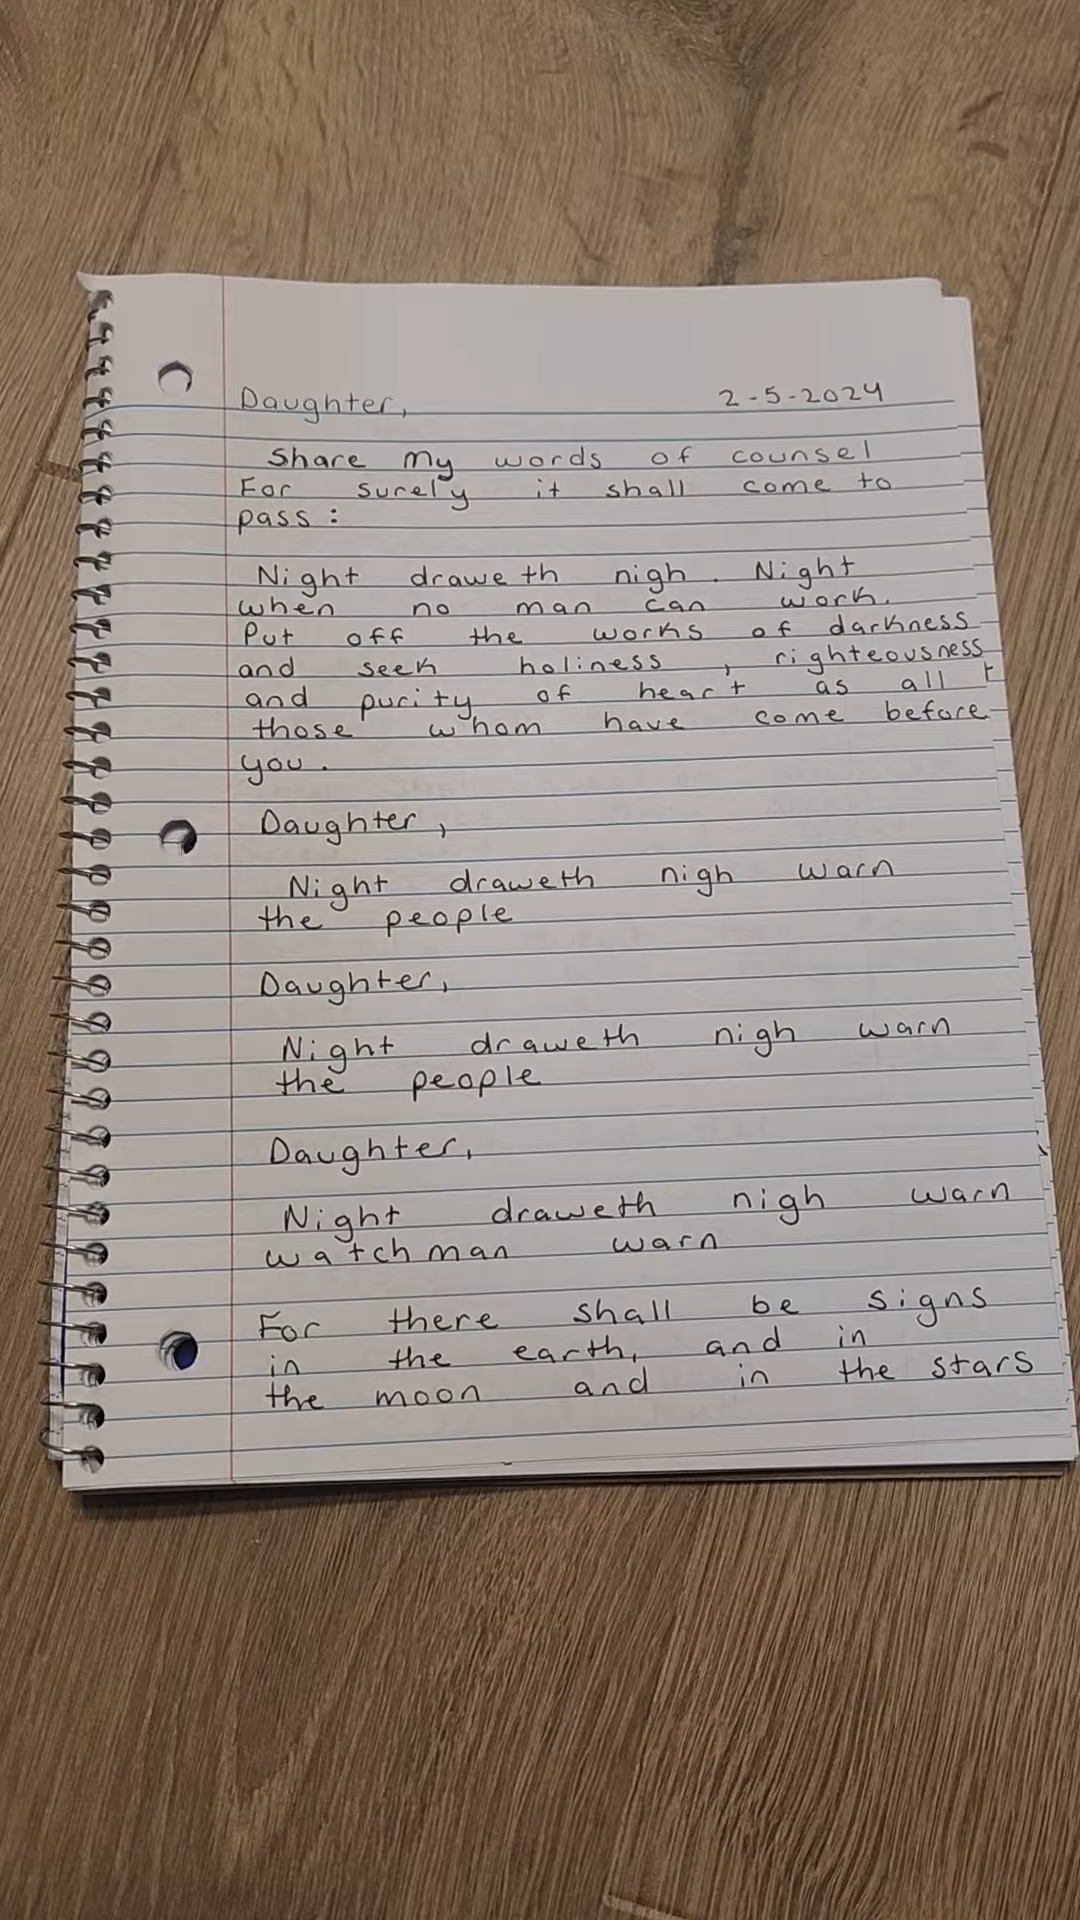 Daughter, 2-5-2024
Share My words of counsel
For surely it shall come to
pass:
Night draweth nigh. Night
when no man can work.
Put off the works of darkness
and seek holiness, righteousness
and purity of heart as all
those whom have come before
you.
Daughter,
Night draweth nigh warn
the people
Daughter,
Night draweth nigh warn
the people
Daughter,
Night draweth nigh warn
watchman warn
For there shall be signs
in the earth, and in
the moon and in the stars